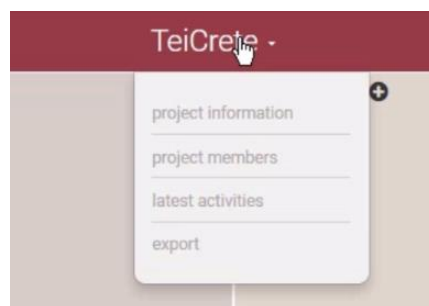 TeiCrete -
project information
project members
latest activities
export